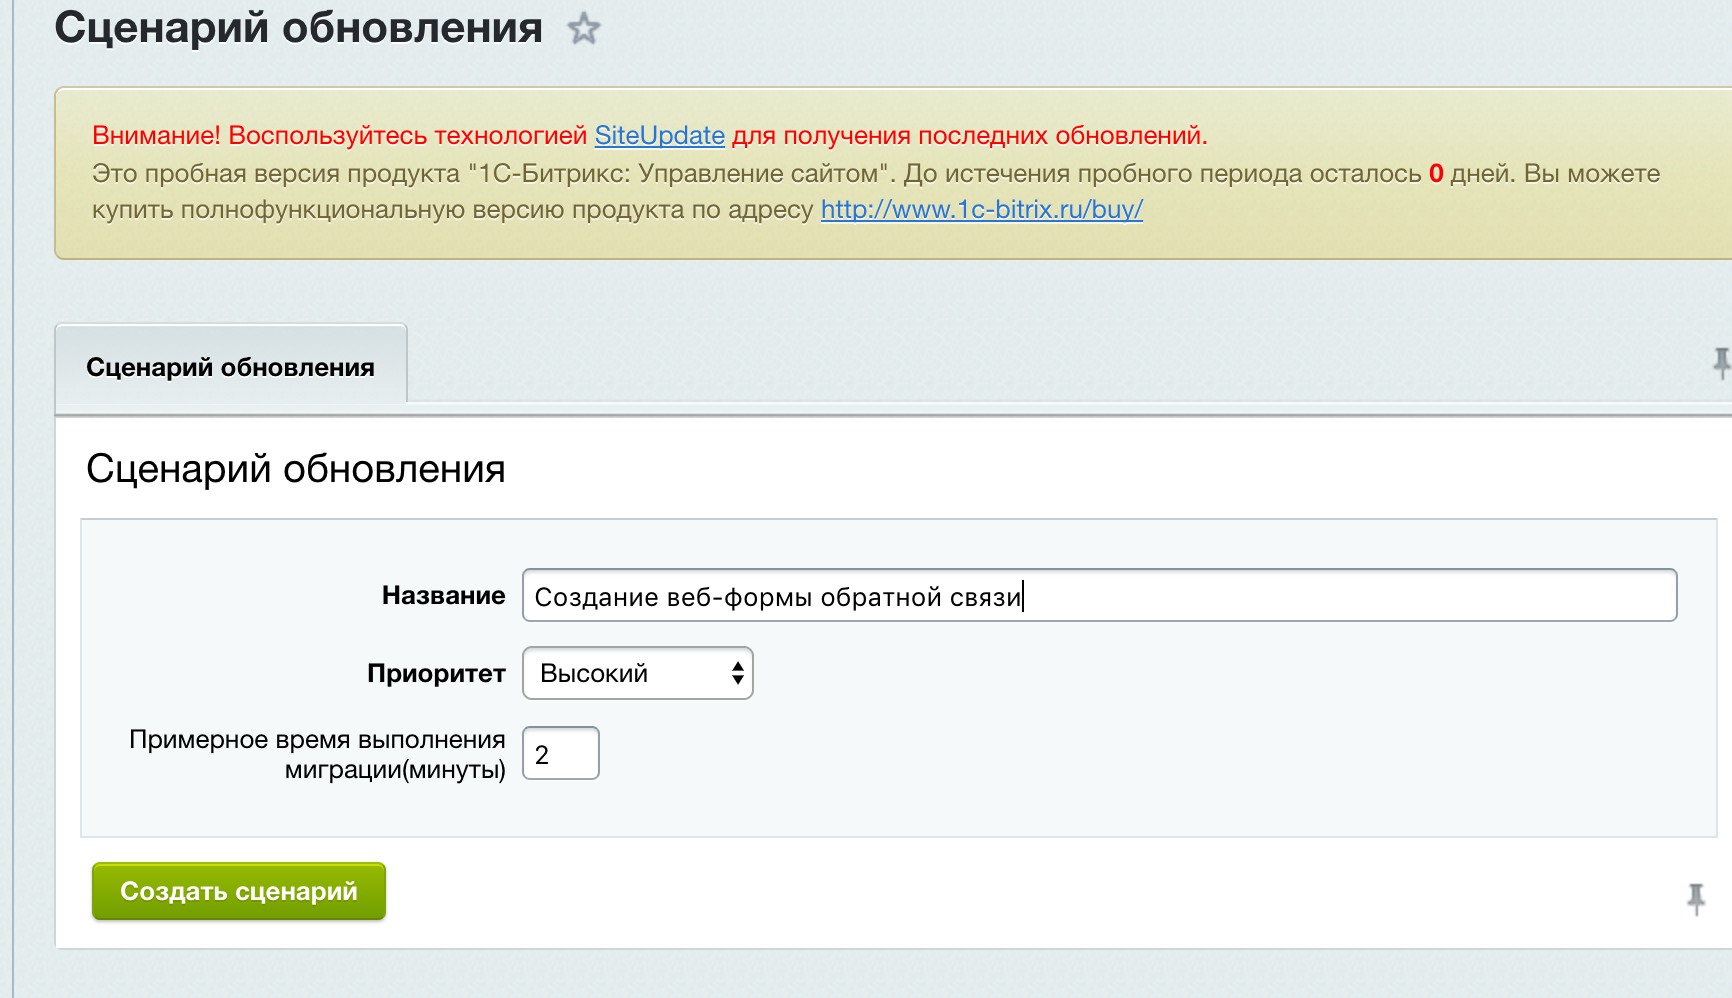 Сценарий обновления
Внимание! Воспользуйтесь технологией SiteUpdate для получения последних обновлений.
Это пробная версия продукта "1С-Битрикс: Управление сайтом". До истечения пробного периода осталось 0 дней. Вы можете
купить полнофункциональную версию продукта по адресу http://www.1c-bitrix.ru/buy/
Сценарий обновления
Сценарий обновления
Название Создание веб-формы обратной связи
Приоритет Высокий
Примерное время выполнения
миграции(минуты) 2
Создать сценарий